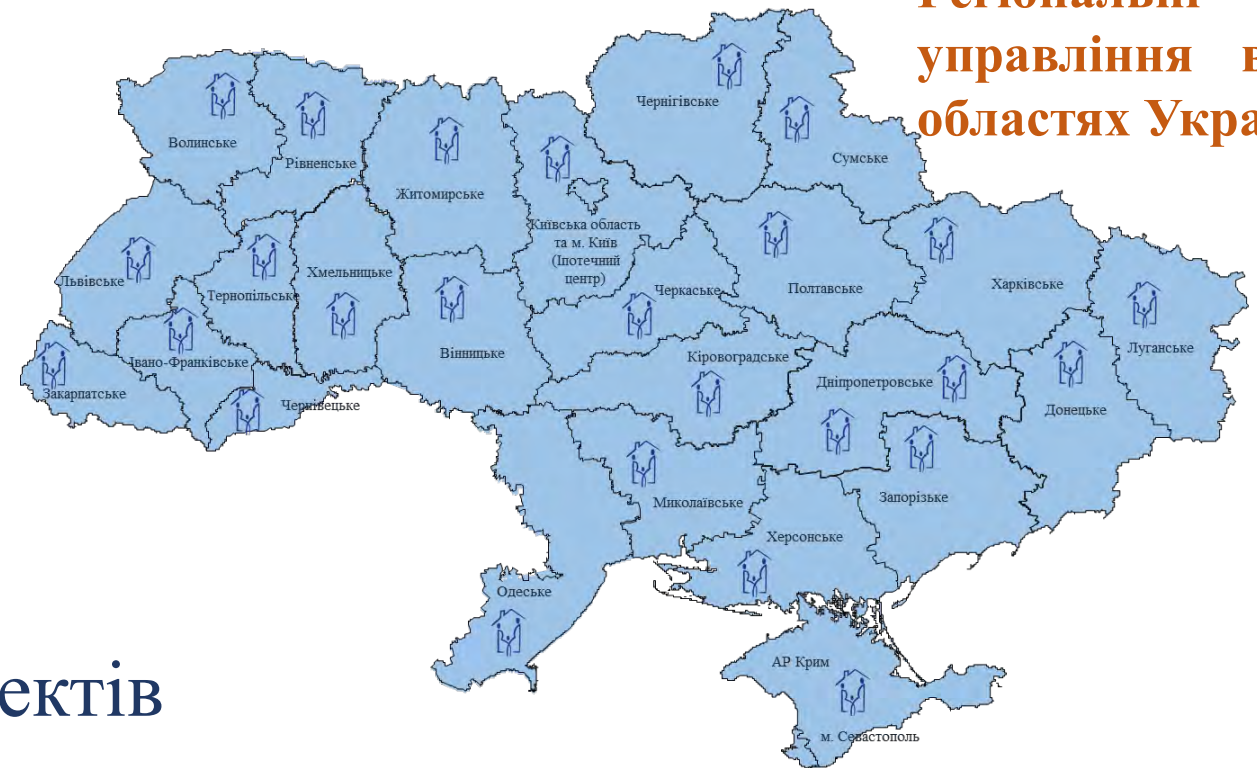 Регіональні
управління в
областях Укра
Чернігівське
Волинське
Рівненське
Сумське
Житомирське
Київська область
та м. Київ
(Іпотечний
центр)
Львівське
Тернопільське
Хмельницьке
Черкаське
Полтавське
Харківське
Луганське
Вінницьке
Кіровоградське
Івано-Франківське
Закарпатське
Чернівецьке
Дніпропетровське
Донецьке
Миколаївське
Запорізьке
Херсонське
Одеське
АР Крим
м. Севастополь
ектів